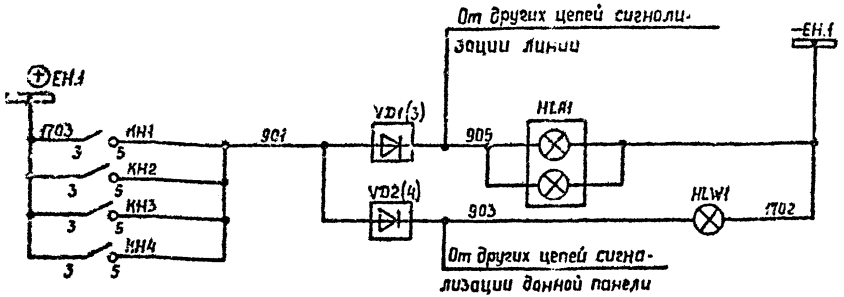 От других цепей сигнали-
зации линии
-ЕН.1
+ ЕН.1
VD1(3)
HLA1
1703
КН1
901
905
3
5
КН2
3
5
VD2(4)
903
HLW1
1702
КН3
3
5
КН4
3
5
От других цепей сигна-
лизации данной панели